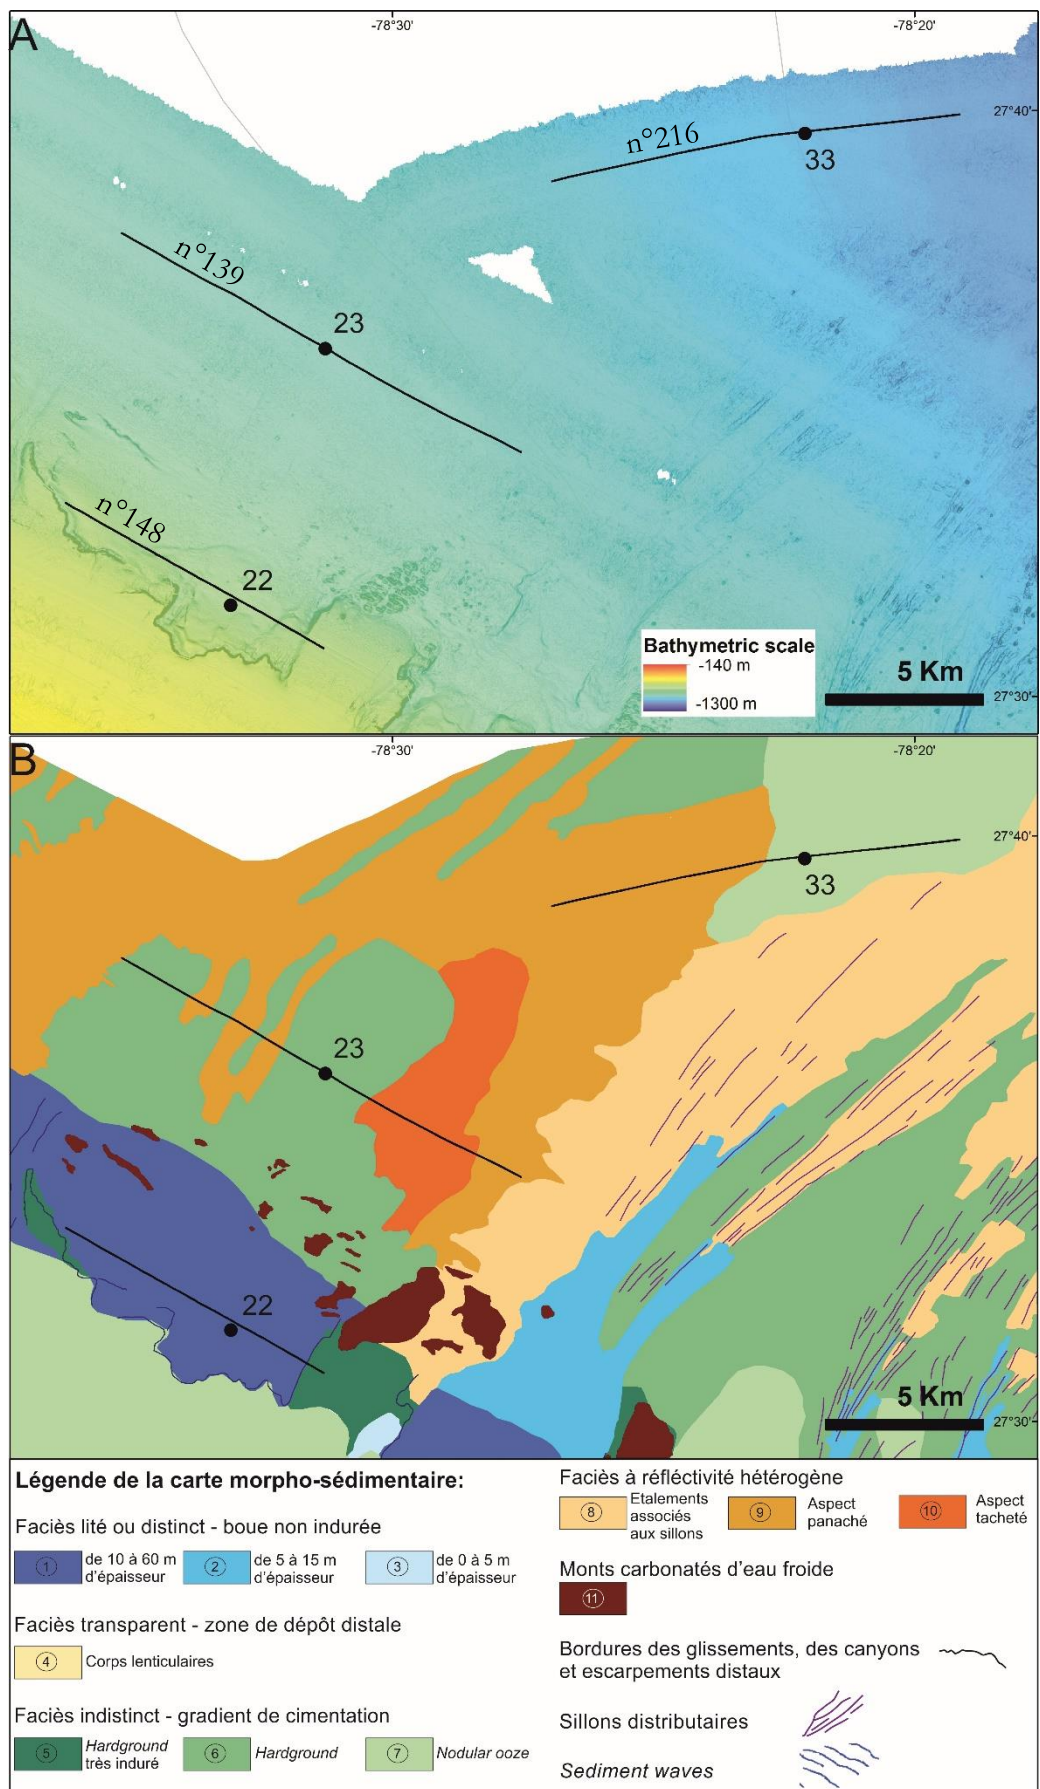 A
-78°30'
-78°20'
27°40'
n°216
33
n°139
23
n°148
22
Bathymetric scale
-140 m
-1300 m
5 Km
27°30'
B
-78°30'
-78°20'
27°40'
33
23
22
5 Km
27°30'
Légende de la carte morpho-sédimentaire:
Faciès lité ou distinct - boue non indurée
1 de 10 à 60 m d'épaisseur
2 de 5 à 15 m d'épaisseur
3 de 0 à 5 m d'épaisseur
Faciès transparent - zone de dépôt distale
4 Corps lenticulaires
Faciès indistinct - gradient de cimentation
5 Hardground très induré
6 Hardground
7 Nodular ooze
Faciès à réfléctivité hétérogène
8 Etalements associés aux sillons
9 Aspect panaché
10 Aspect tacheté
Monts carbonatés d'eau froide
11
Bordures des glissements, des canyons
et escarpements distaux
Sillons distributaires
Sediment waves